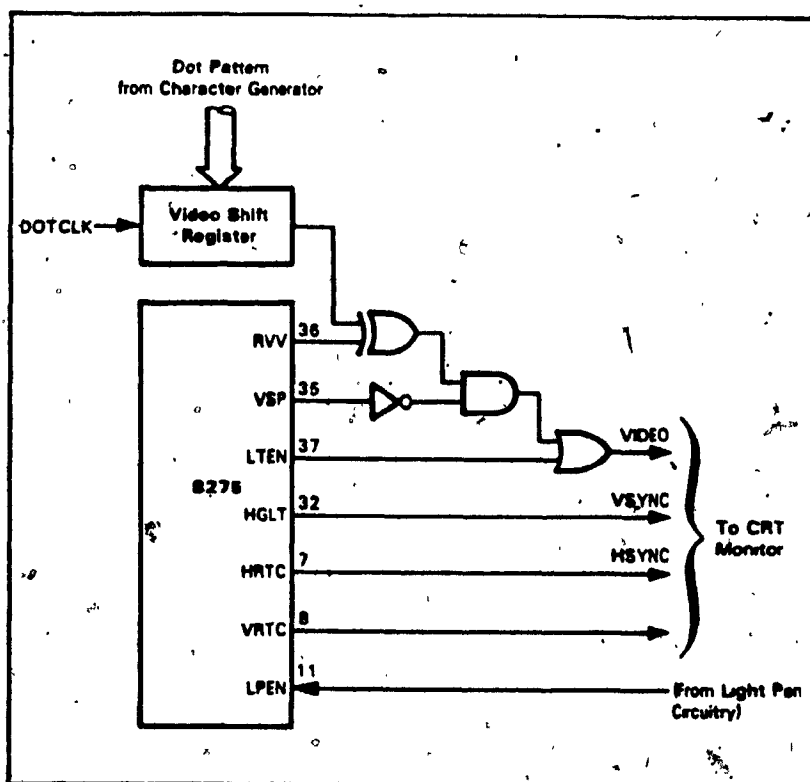 Dot Pattern
from Character Generator
DOTCLK
Video Shift
Register
RVV
36
VSP
35
LTEN
37
8275
HGLT
32
HRTC
7
VRTC
8
LPEN
11
VIDEO
VSYNC
HSYNC
To CRT
Monitor
(From Light Pen
Circuitry)